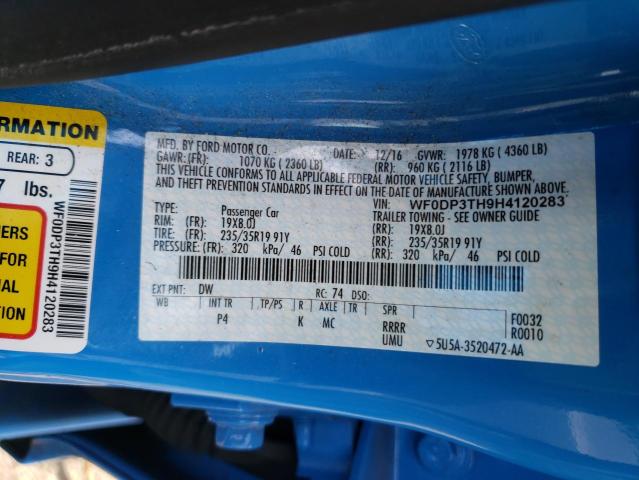 RMATION
REAR: 3
7 lbs.
WF0DP3TH9H4120283
ERS
FOR
IAL
ION
MFD. BY FORD MOTOR CO.
DATE: 12/16 GVWR: 1978 KG ( 4360 LB)
GAWR: (FR): 1070 KG ( 2360 LB) (RR): 960 KG ( 2116 LB)
THIS VEHICLE CONFORMS TO ALL APPLICABLE FEDERAL MOTOR VEHICLE SAFETY, BUMPER,
AND THEFT PREVENTION STANDARDS IN EFFECT ON THE DATE OF MANUFACTURE SHOWN ABOVE.
VIN: WF0DP3TH9H4120283
TYPE: Passenger Car TRAILER TOWING - SEE OWNER GUIDE
RIM: (FR): 19X8.0J (RR): 19X8.0J
TIRE: (FR): 235/35R19 91Y (RR): 235/35R19 91Y
PRESSURE: (FR): 320 kPa/ 46 PSI COLD (RR): 320 kPa/ 46 PSI COLD
EXT PNT: DW RC: 74 DSO:
WB INT TR TP/PS R AXLE TR SPR
P4 K MC RRRR F0032
UMU R0010
▽5U5A-3520472-AA